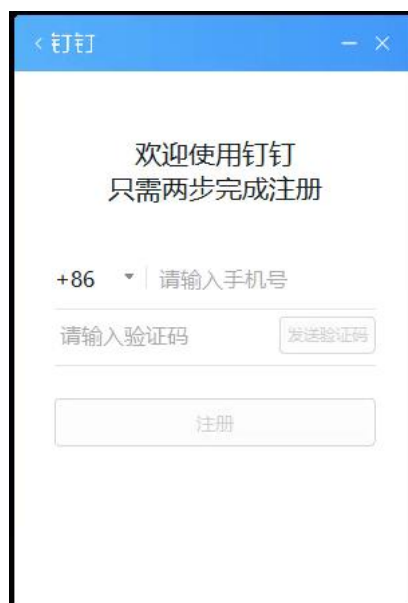 钉钉
欢迎使用钉钉
只需两步完成注册
+86 请输入手机号
请输入验证码 发送验证码
注册